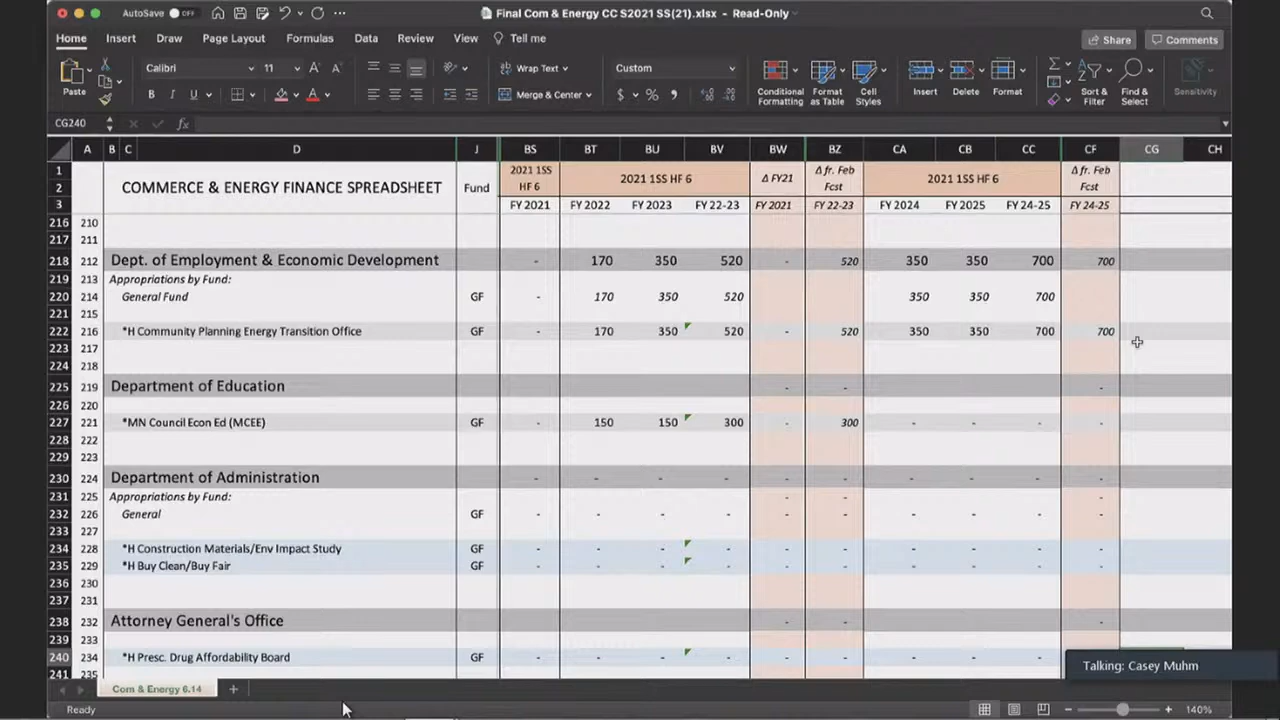 AutoSave OFF Final Com & Energy CC S2021 SS(21).xlsx - Read-Only
Home Insert Draw Page Layout Formulas Data Review View Tell me Share Comments
Paste Calibri 11 A A Wrap Text Custom Conditional Formatting Format as Table Cell Styles Insert Delete Format Sort & Filter Find & Select Sensitivity
B I U A Merge & Center $ %
CG240 fx
A B C D J BS BT BU BV BW BZ CA CB CC CF CG CH
1 2021 1SS Δ fr. Feb Δ fr. Feb
2 COMMERCE & ENERGY FINANCE SPREADSHEET Fund HF 6 2021 1SS HF 6 Δ FY21 Fcst 2021 1SS HF 6 Fcst
3 FY 2021 FY 2022 FY 2023 FY 22-23 FY 2021 FY 22-23 FY 2024 FY 2025 FY 24-25 FY 24-25
216 210
217 211
218 212 Dept. of Employment & Economic Development - 170 350 520 - 520 350 350 700 700
219 213 Appropriations by Fund:
220 214 General Fund GF - 170 350 520 350 350 700
221 215
222 216 *H Community Planning Energy Transition Office GF - 170 350 520 - 520 350 350 700 700
223 217
224 218
225 219 Department of Education - - -
226 220
227 221 *MN Council Econ Ed (MCEE) GF - 150 150 300 - 300 - - - -
228 222
229 223
230 224 Department of Administration - - - - - - - - - -
231 225 Appropriations by Fund: - - -
232 226 General GF - - - - - - - - - -
233 227
234 228 *H Construction Materials/Env Impact Study GF - - - - - - - - - -
235 229 *H Buy Clean/Buy Fair GF - - - - - - - - - -
236 230
237 231
238 232 Attorney General's Office - - -
239 233
240 234 *H Presc. Drug Affordability Board GF - - - - - - - - -
241 235
Talking: Casey Muhm
Com & Energy 6.14 +
Ready 140%